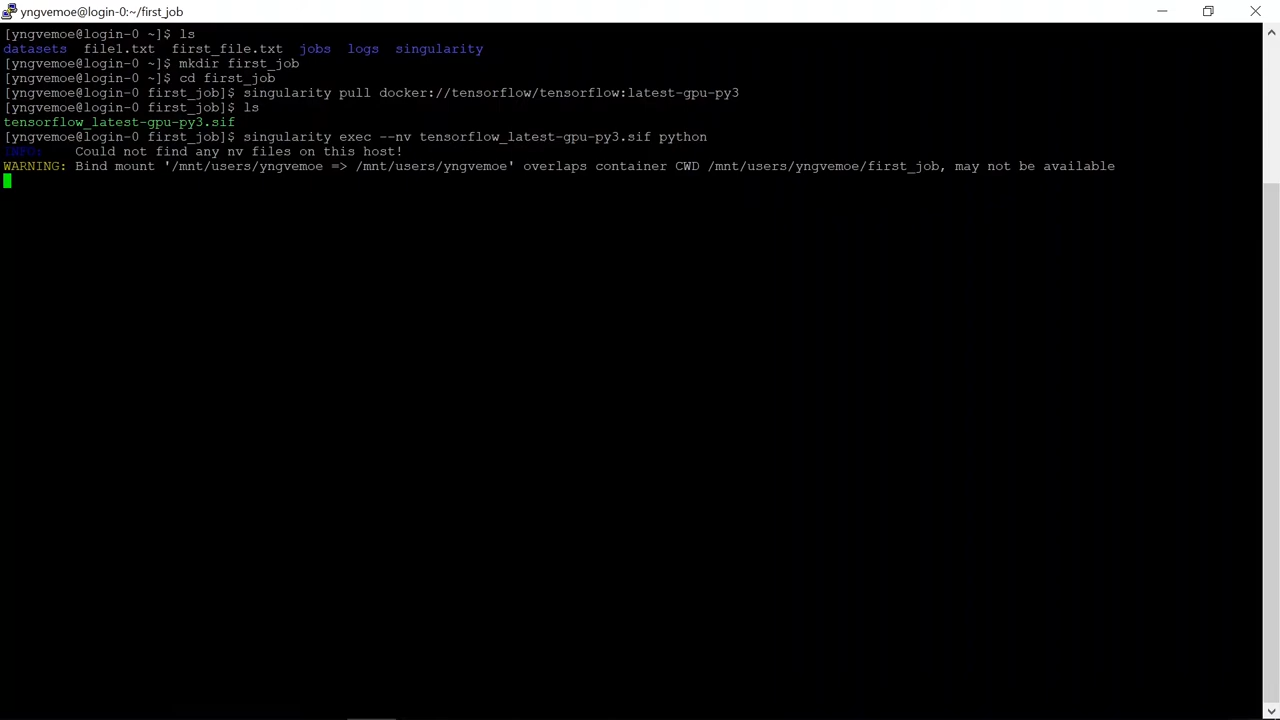 yngvemoe@login-0:~/first_job
[yngvemoe@login-0 ~]$ ls
datasets file1.txt first_file.txt jobs logs singularity
[yngvemoe@login-0 ~]$ mkdir first_job
[yngvemoe@login-0 ~]$ cd first_job
[yngvemoe@login-0 first_job]$ singularity pull docker://tensorflow/tensorflow:latest-gpu-py3
[yngvemoe@login-0 first_job]$ ls
tensorflow_latest-gpu-py3.sif
[yngvemoe@login-0 first_job]$ singularity exec --nv tensorflow_latest-gpu-py3.sif python
INFO: Could not find any nv files on this host!
WARNING: Bind mount '/mnt/users/yngvemoe => /mnt/users/yngvemoe' overlaps container CWD /mnt/users/yngvemoe/first_job, may not be available